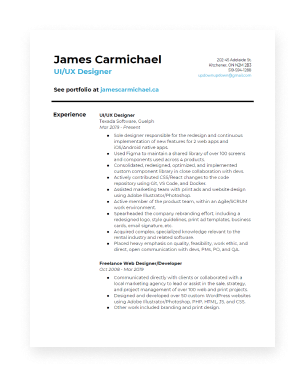 James Carmichael
UI/UX Designer
See portfolio at jamescarmichael.ca
202 45 Adelaide St
Kitchener, ON N2H 2B3
Experience
UI/UX Designer
Tevada Software, Guelph
Mar 2019 - Present
Sole designer responsible for the redesign and continuous
implementation of new features for 2 web apps and
iOS/Android native apps.
Used Figma to maintain a shared library of over 100 screens
and components used across 4 products.
Consolidated, redesigned, optimized, and implemented
custom component library in close collaboration with devs.
Actively contributed CSS/React changes to the code
repository using Git, VS Code, and Docker.
Assisted marketing team with print ads and website design
using Adobe Illustrator/Photoshop.
Active member of the product team, within an Agile/SCRUM
work environment.
Spearheaded the company rebranding effort, including a
redesigned logo, style guidelines, print ad templates, business
cards, email signature, etc.
Acquired complex, specialized knowledge relevant to the
rental industry and related software.
Placed heavy emphasis on quality, feasibility, work ethic, and
direct, open communication with devs, PMs, PO, and QA.
Freelance Web Designer/Developer
Oct 2008 - Mar 2019
Communicated directly with clients or collaborated with a
local marketing agency to lead or assist in the sale, strategy,
and project management of over 100 web and print projects.
Designed and developed over 50 custom WordPress websites
using Adobe Illustrator/Photoshop, PHP, HTML, JS, and CSS.
Other work included branding and print design.